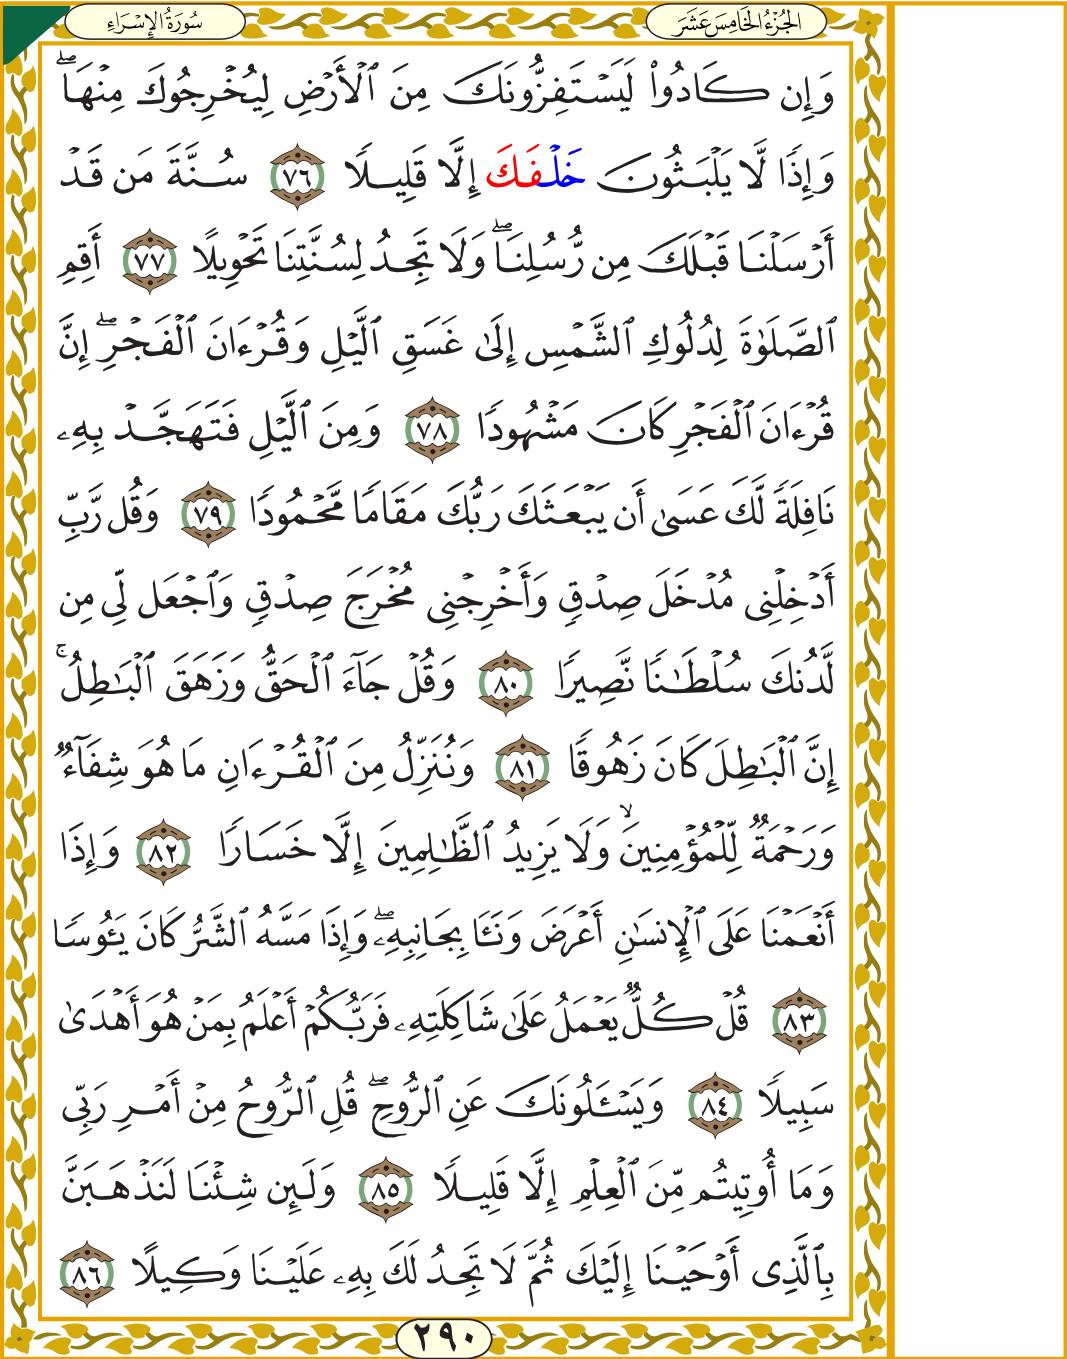 الجُزْءُ الخَامِسَ عَشَرَ
سُورَةُ الإِسْرَاءِ
وَإِن كَادُوا۟ لَيَسْتَفِزُّونَكَ مِنَ ٱلْأَرْضِ لِيُخْرِجُوكَ مِنْهَا ۖ
وَإِذًا لَّا يَلْبَثُونَ خَلْفَكَ إِلَّا قَلِيلًا ٧٦ سُنَّةَ مَن قَدْ
أَرْسَلْنَا قَبْلَكَ مِن رُّسُلِنَا ۖ وَلَا تَجِدُ لِسُنَّتِنَا تَحْوِيلًا ٧٧ أَقِمِ
ٱلصَّلَوٰةَ لِدُلُوكِ ٱلشَّمْسِ إِلَىٰ غَسَقِ ٱلَّيْلِ وَقُرْءَانَ ٱلْفَجْرِ ۖ إِنَّ
قُرْءَانَ ٱلْفَجْرِ كَانَ مَشْهُودًا ٧٨ وَمِنَ ٱلَّيْلِ فَتَهَجَّدْ بِهِۦ
نَافِلَةً لَّكَ عَسَىٰ أَن يَبْعَثَكَ رَبُّكَ مَقَامًا مَّحْمُودًا ٧٩ وَقُل رَّبِّ
أَدْخِلْنِى مُدْخَلَ صِدْقٍ وَأَخْرِجْنِى مُخْرَجَ صِدْقٍ وَٱجْعَل لِّى مِن
لَّدُنكَ سُلْطَـٰنًا نَّصِيرًا ٨٠ وَقُلْ جَآءَ ٱلْحَقُّ وَزَهَقَ ٱلْبَـٰطِلُ ۚ
إِنَّ ٱلْبَـٰطِلَ كَانَ زَهُوقًا ٨١ وَنُنَزِّلُ مِنَ ٱلْقُرْءَانِ مَا هُوَ شِفَآءٌ
وَرَحْمَةٌ لِّلْمُؤْمِنِينَ ۙ وَلَا يَزِيدُ ٱلظَّـٰلِمِينَ إِلَّا خَسَارًا ٨٢ وَإِذَآ
أَنْعَمْنَا عَلَى ٱلْإِنسَـٰنِ أَعْرَضَ وَنَـَٔا بِجَانِبِهِۦ ۖ وَإِذَا مَسَّهُ ٱلشَّرُّ كَانَ يَـُٔوسًا
٨٣ قُلْ كُلٌّ يَعْمَلُ عَلَىٰ شَاكِلَتِهِۦ فَرَبُّكُمْ أَعْلَمُ بِمَنْ هُوَ أَهْدَىٰ
سَبِيلًا ٨٤ وَيَسْـَٔلُونَكَ عَنِ ٱلرُّوحِ ۖ قُلِ ٱلرُّوحُ مِنْ أَمْرِ رَبِّى
وَمَآ أُوتِيتُم مِّنَ ٱلْعِلْمِ إِلَّا قَلِيلًا ٨٥ وَلَئِن شِئْنَا لَنَذْهَبَنَّ
بِٱلَّذِىٓ أَوْحَيْنَآ إِلَيْكَ ثُمَّ لَا تَجِدُ لَكَ بِهِۦ عَلَيْنَا وَكِيلًا ٨٦
٢٩٠